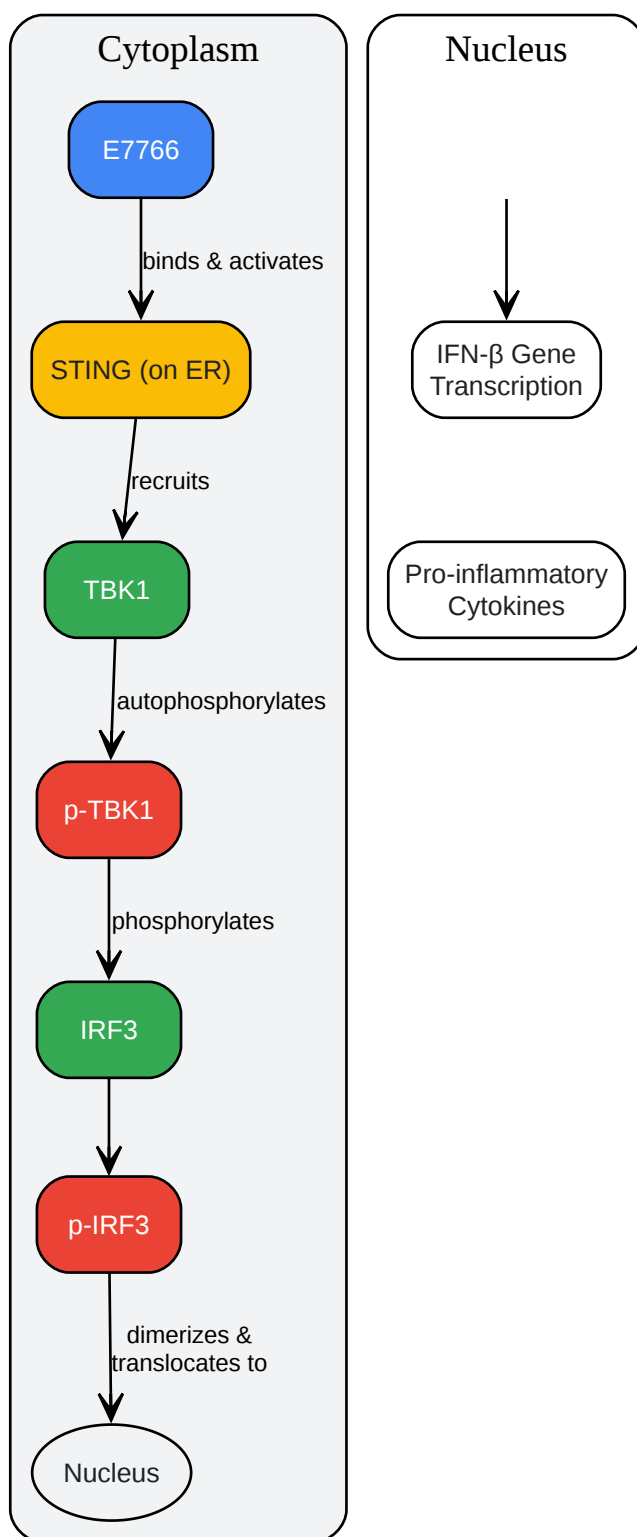 Cytoplasm
E7766
binds & activates
STING (on ER)
recruits
TBK1
autophosphorylates
p-TBK1
phosphorylates
IRF3
p-IRF3
dimerizes &
translocates to
Nucleus
Nucleus
IFN-β Gene
Transcription
Pro-inflammatory
Cytokines